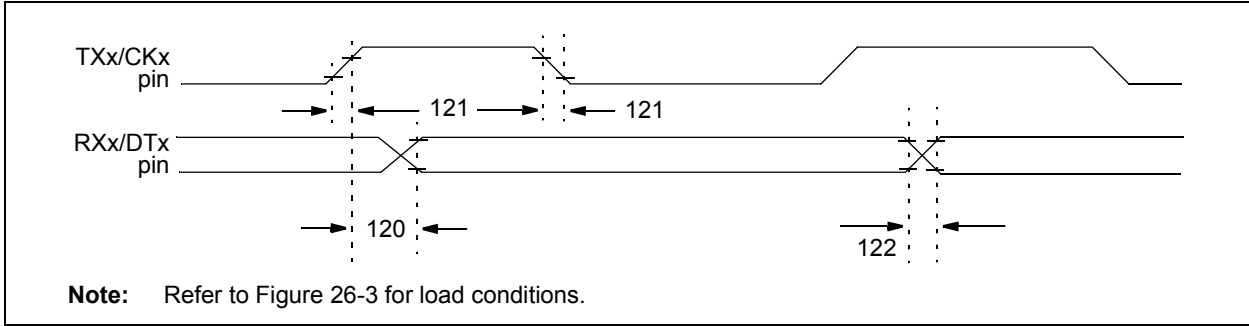 TXx/CKx
pin
121
121
RXx/DTx
pin
120
122
Note: Refer to Figure 26-3 for load conditions.